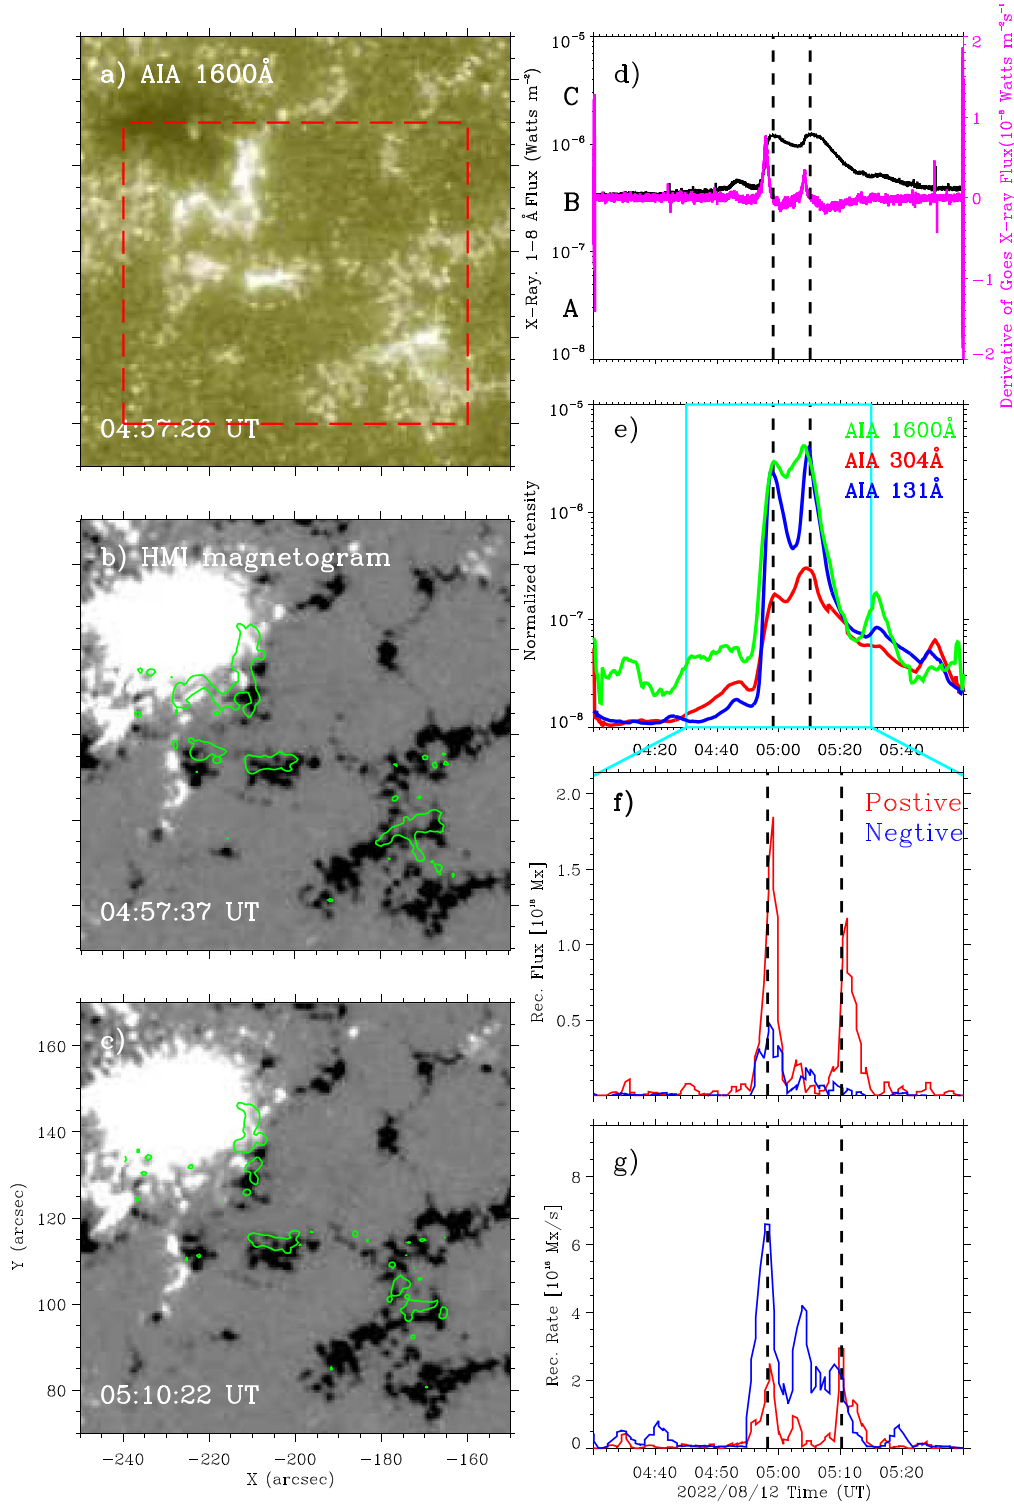 a) AIA 1600Å
04:57:26 UT
b) HMI magnetogram
04:57:37 UT
c)
05:10:22 UT
160
140
120
100
80
Y (arcsec)
−240
−220
−200
−180
−160
X (arcsec)
d)
10⁻⁵
C
10⁻⁶
B
10⁻⁷
A
10⁻⁸
X−Ray. 1−8 Å Flux (Watts m⁻²)
2
1
0
−1
−2
Derivative of Goes X−ray Flux(10⁻⁸ Watts m⁻²s⁻¹
e)
AIA 1600Å
AIA 304Å
AIA 131Å
10⁻⁵
10⁻⁶
10⁻⁷
10⁻⁸
Normalized Intensity
04:20
04:40
05:00
05:20
05:40
f)
Postive
Negtive
2.0
1.5
1.0
0.5
Rec. Flux [10¹⁸ Mx]
g)
8
6
4
2
0
Rec. Rate [10¹⁶ Mx/s]
04:40
04:50
05:00
05:10
05:20
2022/08/12 Time (UT)